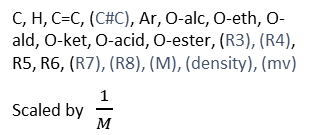 C, H, C=C, (C#C), Ar, O-alc, O-eth, O-
ald, O-ket, O-acid, O-ester, (R3), (R4),
R5, R6, (R7), (R8), (M), (density), (mv)
Scaled by 1/M